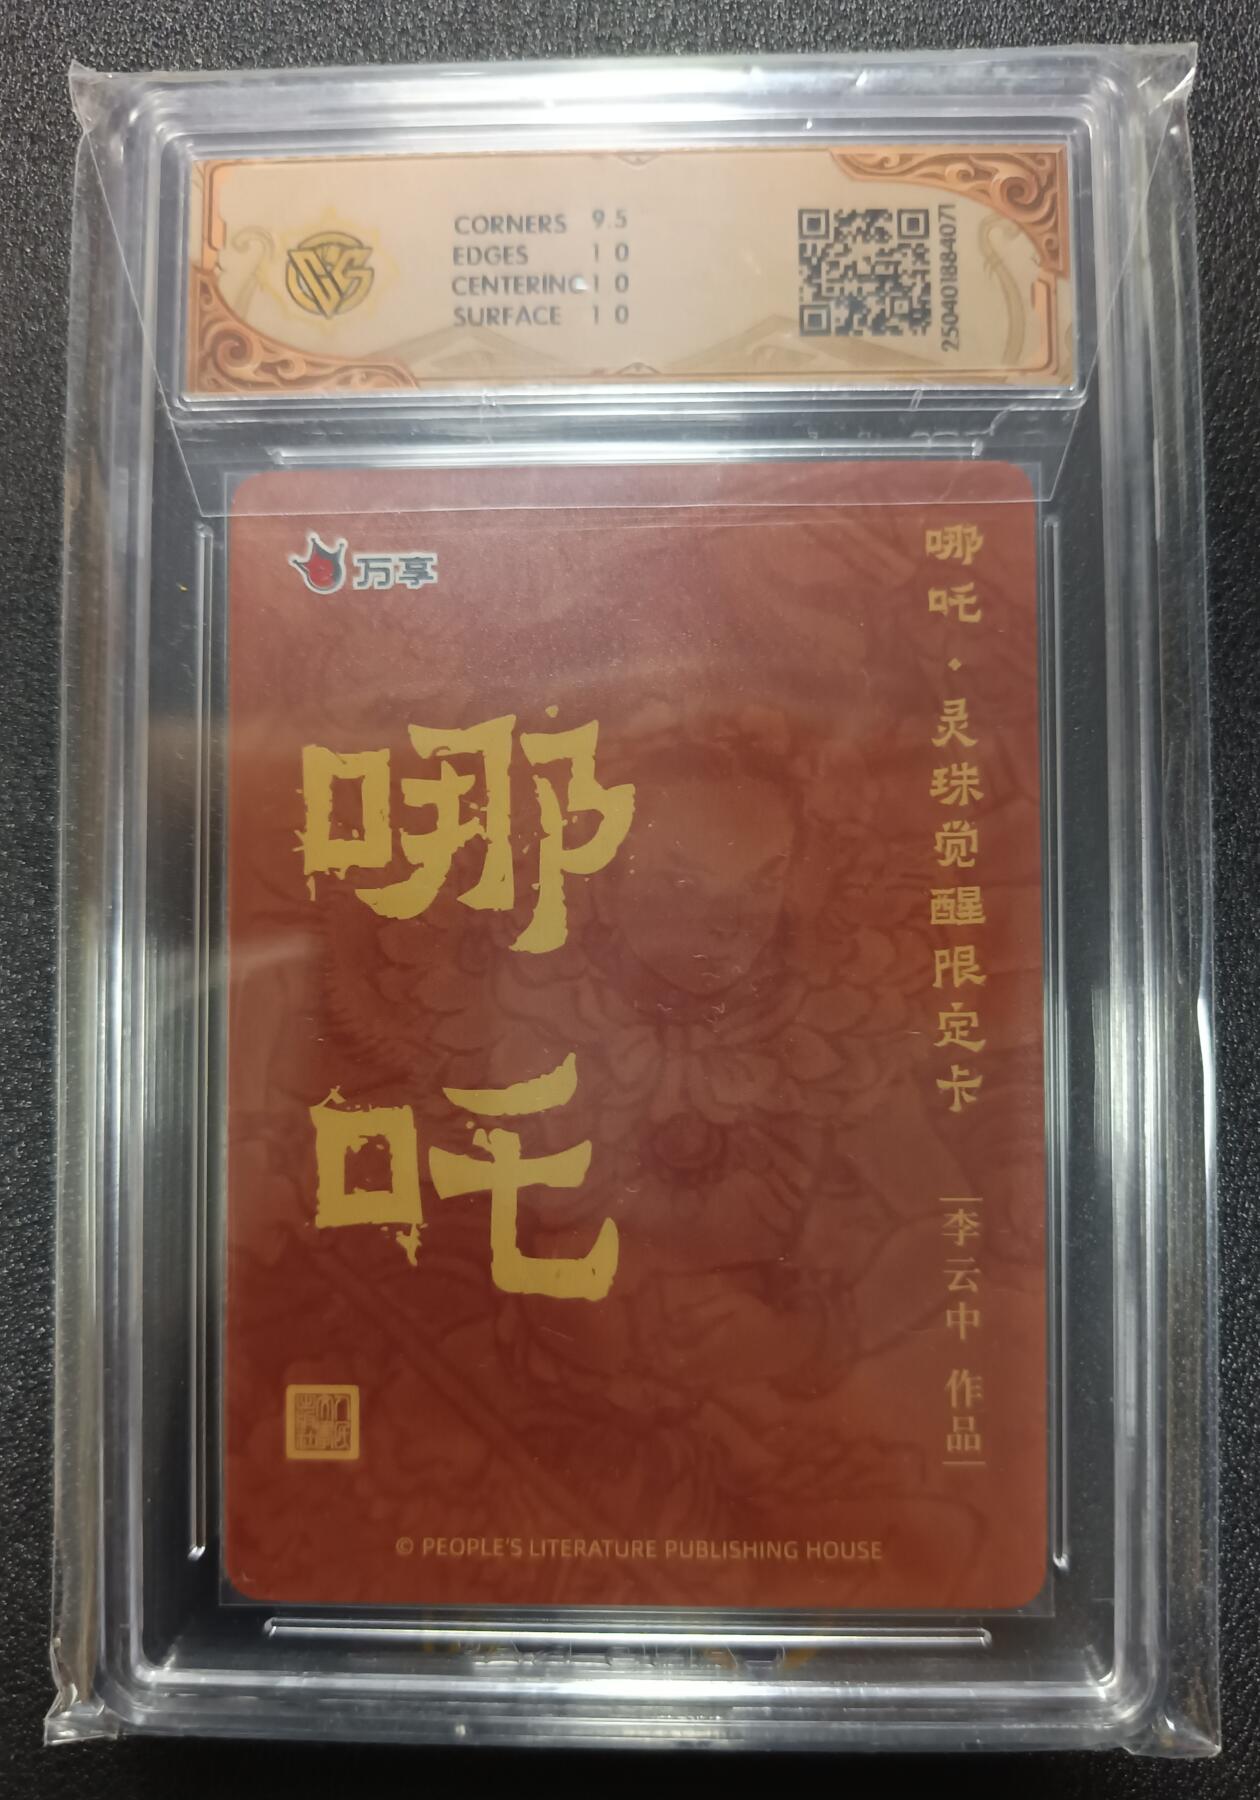 CORNERS 9.5
EDGES 10
CENTERING 10
SURFACE 10
2504018884071
万享
哪吒·灵珠觉醒限定卡
李云中 作品
哪吒
© PEOPLE'S LITERATURE PUBLISHING HOUSE